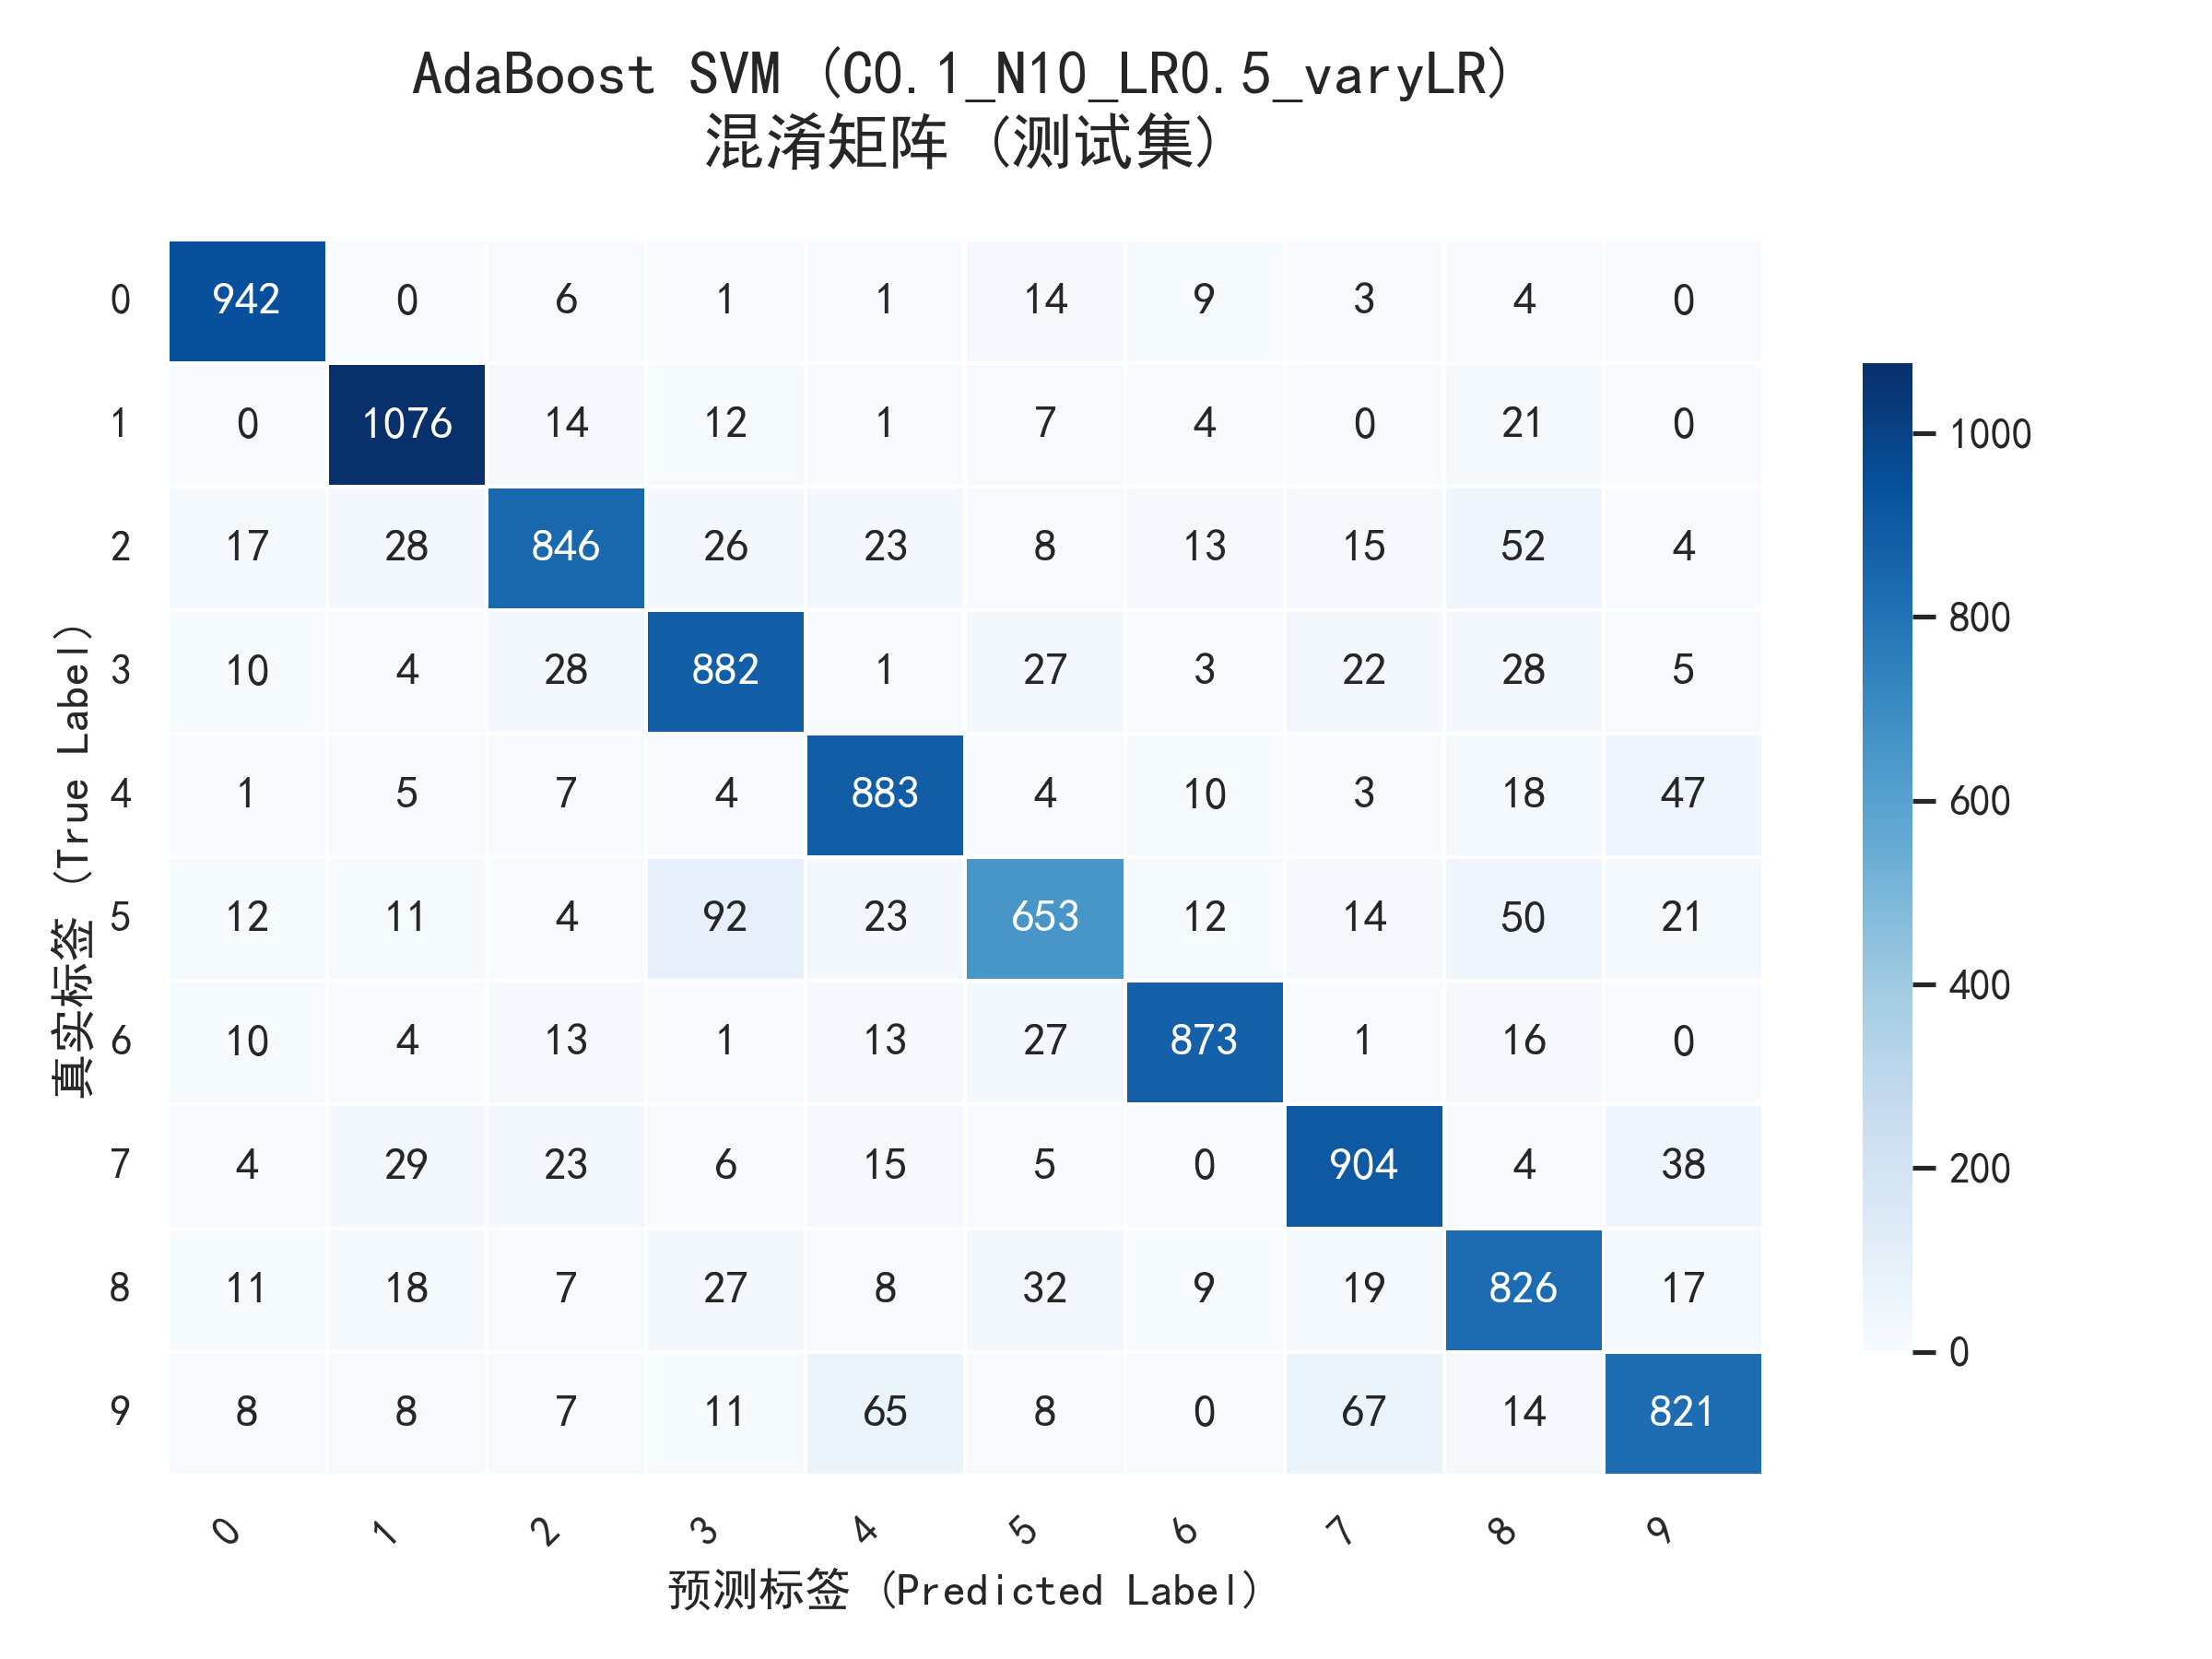 AdaBoost SVM (C0.1_N10_LR0.5_varyLR)
混淆矩阵 (测试集)
0 942 0 6 1 1 14 9 3 4 0
1 0 1076 14 12 1 7 4 0 21 0
2 17 28 846 26 23 8 13 15 52 4
3 10 4 28 882 1 27 3 22 28 5
4 1 5 7 4 883 4 10 3 18 47
5 12 11 4 92 23 653 12 14 50 21
6 10 4 13 1 13 27 873 1 16 0
7 4 29 23 6 15 5 0 904 4 38
8 11 18 7 27 8 32 9 19 826 17
9 8 8 7 11 65 8 0 67 14 821
0 1 2 3 4 5 6 7 8 9
预测标签 (Predicted Label)
真实标签 (True Label)
1000
800
600
400
200
0